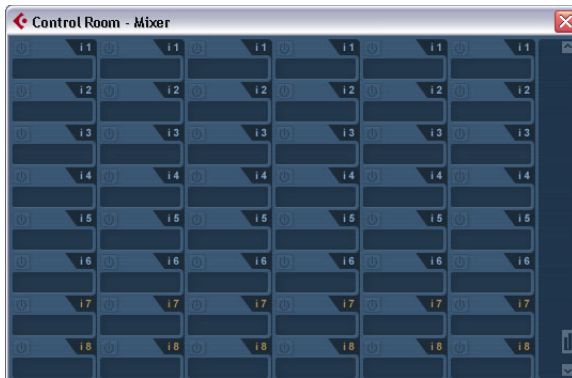 Control Room - Mixer
i 1 i 1 i 1 i 1 i 1 i 1
i 2 i 2 i 2 i 2 i 2 i 2
i 3 i 3 i 3 i 3 i 3 i 3
i 4 i 4 i 4 i 4 i 4 i 4
i 5 i 5 i 5 i 5 i 5 i 5
i 6 i 6 i 6 i 6 i 6 i 6
i 7 i 7 i 7 i 7 i 7 i 7
i 8 i 8 i 8 i 8 i 8 i 8